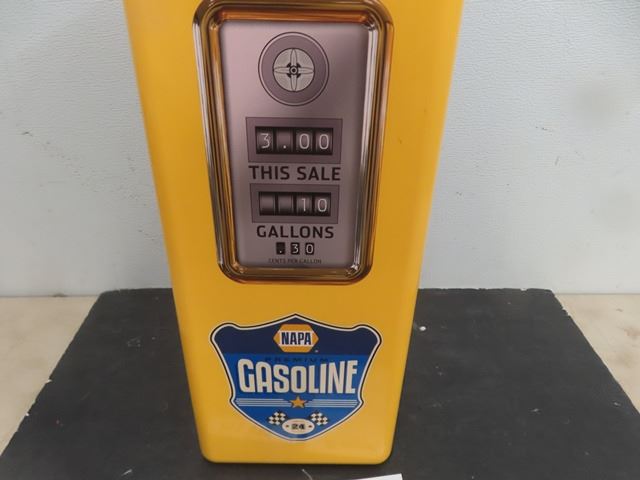 3.00
THIS SALE
10
GALLONS
.30
CENTS PER GALLON
NAPA
PREMIUM
GASOLINE
24